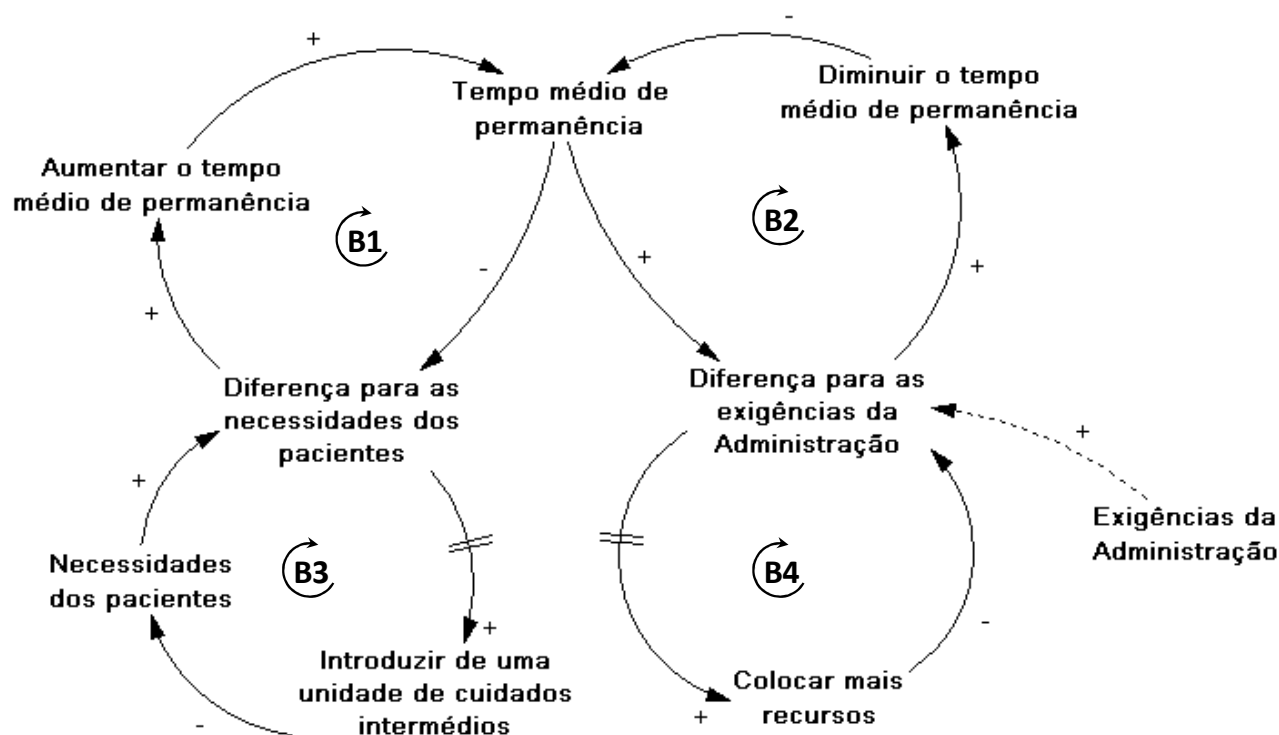 +
-
Tempo médio de
permanência
Diminuir o tempo
médio de permanência
Aumentar o tempo
médio de permanência
B1
B2
-
+
+
+
Diferença para as
necessidades dos
pacientes
Diferença para as
exigências da
Administração
+
+
Exigências da
Administração
Necessidades
dos pacientes
B3
B4
+
-
Introduzir de uma
unidade de cuidados
intermédios
Colocar mais
recursos
-
+